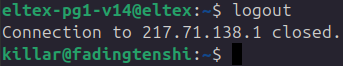 eltex-pg1-v14@eltex:~$ logout
Connection to 217.71.138.1 closed.
killar@fadingtenshi:~$